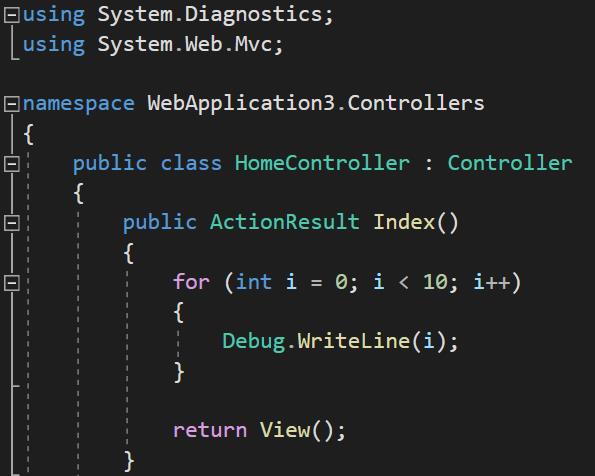 using System.Diagnostics;
using System.Web.Mvc;
namespace WebApplication3.Controllers
{
public class HomeController : Controller
{
public ActionResult Index()
{
for (int i = 0; i < 10; i++)
{
Debug.WriteLine(i);
}
return View();
}